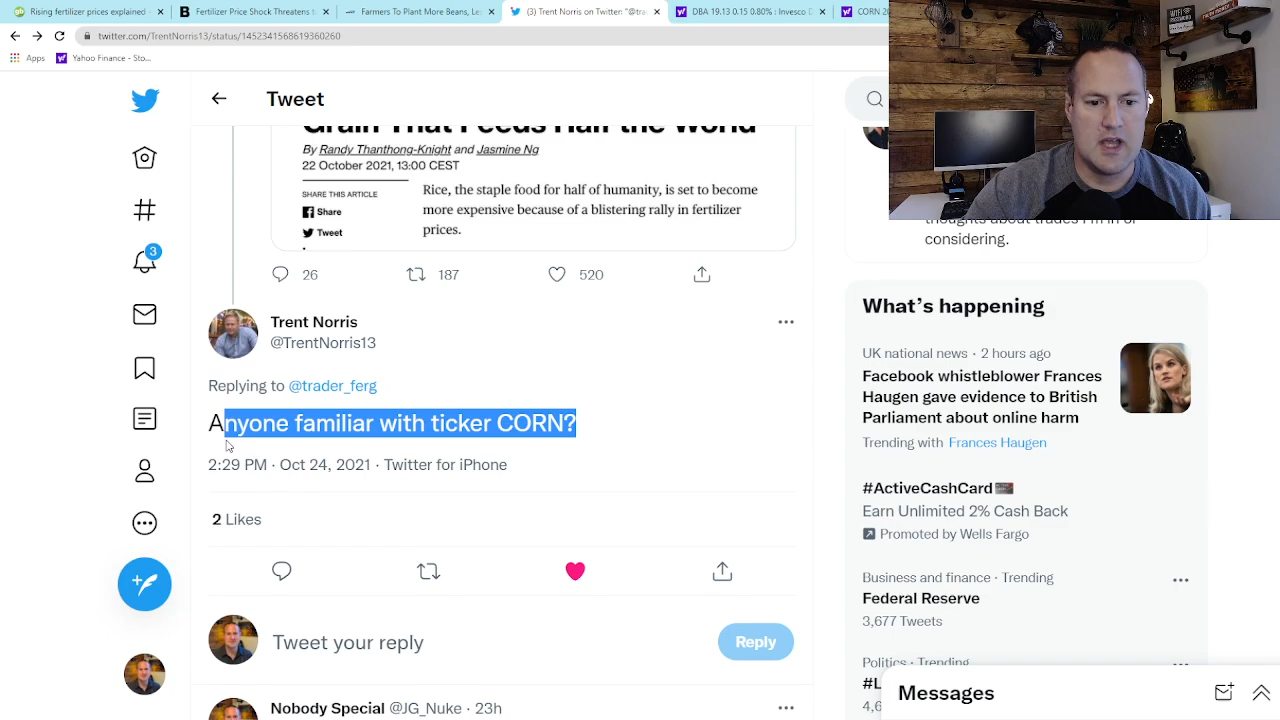 Rising fertilizer prices explained
Fertilizer Price Shock Threatens t
Farmers To Plant More Beans, Les
(3) Trent Norris on Twitter: "@tra
DBA 19.13 0.15 0.80% : Invesco D
CORN 20
twitter.com/TrentNorris13/status/1452341568619360260
Apps
Yahoo Finance - Sto...
Tweet
Grain That Feeds Half the World
By Randy Thanthong-Knight and Jasmine Ng
22 October 2021, 13:00 CEST
SHARE THIS ARTICLE
Share
Tweet
Rice, the staple food for half of humanity, is set to become
more expensive because of a blistering rally in fertilizer
prices.
26
187
520
Trent Norris
@TrentNorris13
Replying to @trader_ferg
Anyone familiar with ticker CORN?
2:29 PM · Oct 24, 2021 · Twitter for iPhone
2 Likes
Tweet your reply
Reply
Nobody Special @JG_Nuke · 23h
3
thoughts about trades I'm in or
considering.
What's happening
UK national news · 2 hours ago
Facebook whistleblower Frances
Haugen gave evidence to British
Parliament about online harm
Trending with Frances Haugen
#ActiveCashCard
Earn Unlimited 2% Cash Back
Promoted by Wells Fargo
Business and finance · Trending
Federal Reserve
3,677 Tweets
Politics · Trending
Messages